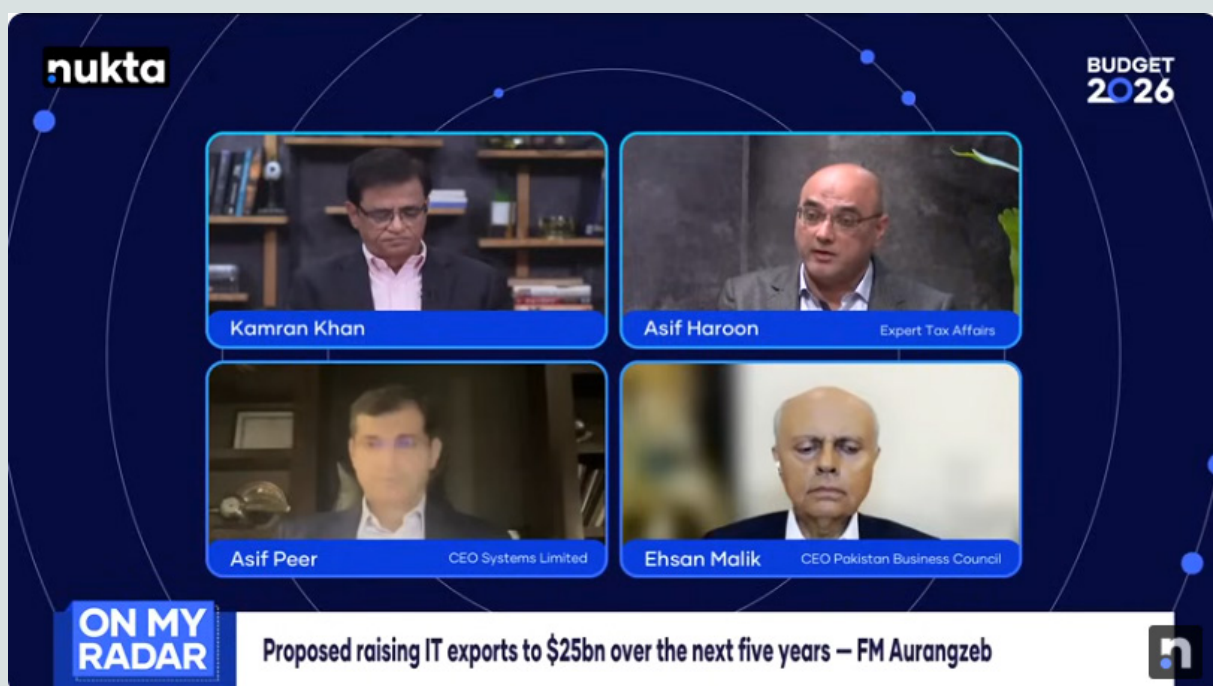 nukta
BUDGET
2026
Kamran Khan
Asif Haroon
Expert Tax Affairs
Asif Peer
CEO Systems Limited
Ehsan Malik
CEO Pakistan Business Council
ON MY
RADAR
Proposed raising IT exports to $25bn over the next five years — FM Aurangzeb
n